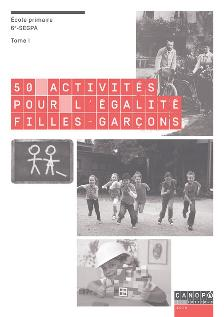 École primaire
6e-SEGPA
Tome I
50 ACTIVITÉS
POUR L'ÉGALITÉ
FILLES-GARÇONS
CANOPÉ